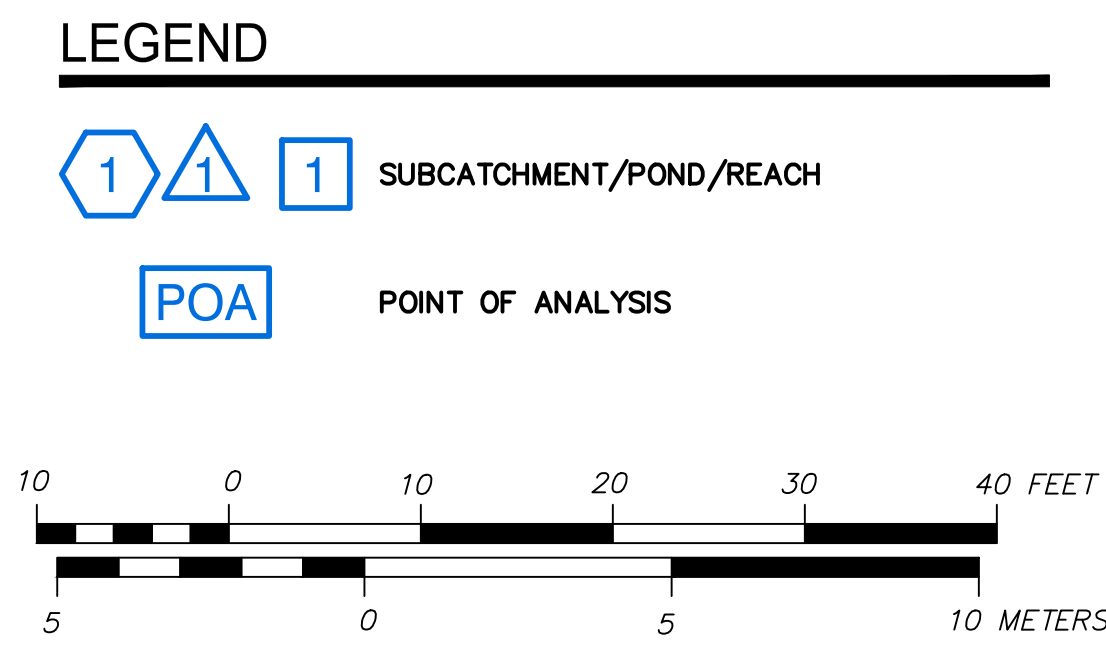 LEGEND
1 1 1 SUBCATCHMENT/POND/REACH
POA POINT OF ANALYSIS
10 0 10 20 30 40 FEET
5 0 5 10 METERS